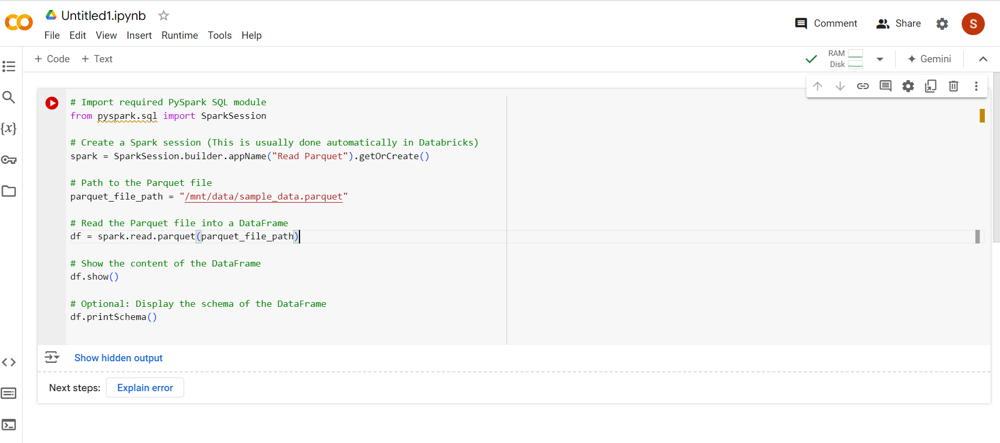 Untitled1.ipynb
File Edit View Insert Runtime Tools Help
Comment
Share
S
+ Code + Text
RAM
Disk
Gemini
{x}
# Import required PySpark SQL module
from pyspark.sql import SparkSession
# Create a Spark session (This is usually done automatically in Databricks)
spark = SparkSession.builder.appName("Read Parquet").getOrCreate()
# Path to the Parquet file
parquet_file_path = "/mnt/data/sample_data.parquet"
# Read the Parquet file into a DataFrame
df = spark.read.parquet(parquet_file_path)
# Show the content of the DataFrame
df.show()
# Optional: Display the schema of the DataFrame
df.printSchema()
Show hidden output
Next steps: Explain error